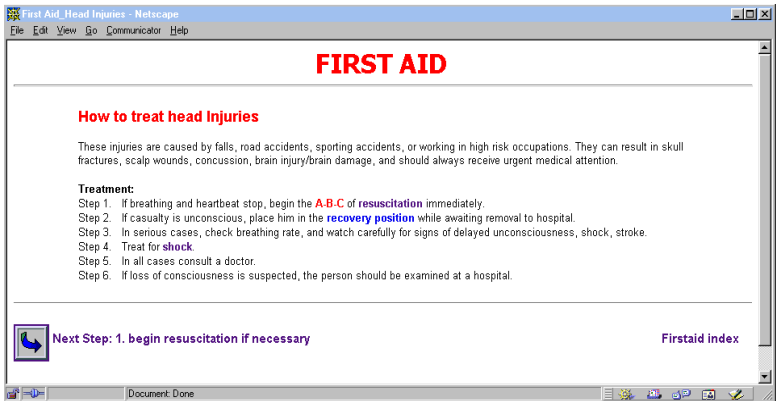 First Aid_Head Injuries - Netscape
File Edit View Go Communicator Help
FIRST AID
How to treat head Injuries
These injuries are caused by falls, road accidents, sporting accidents, or working in high risk occupations. They can result in skull
fractures, scalp wounds, concussion, brain injury/brain damage, and should always receive urgent medical attention.
Treatment:
Step 1. If breathing and heartbeat stop, begin the A-B-C of resuscitation immediately.
Step 2. If casualty is unconscious, place him in the recovery position while awaiting removal to hospital.
Step 3. In serious cases, check breathing rate, and watch carefully for signs of delayed unconsciousness, shock, stroke.
Step 4. Treat for shock.
Step 5. In all cases consult a doctor.
Step 6. If loss of consciousness is suspected, the person should be examined at a hospital.
Next Step: 1. begin resuscitation if necessary
Firstaid index
Document: Done